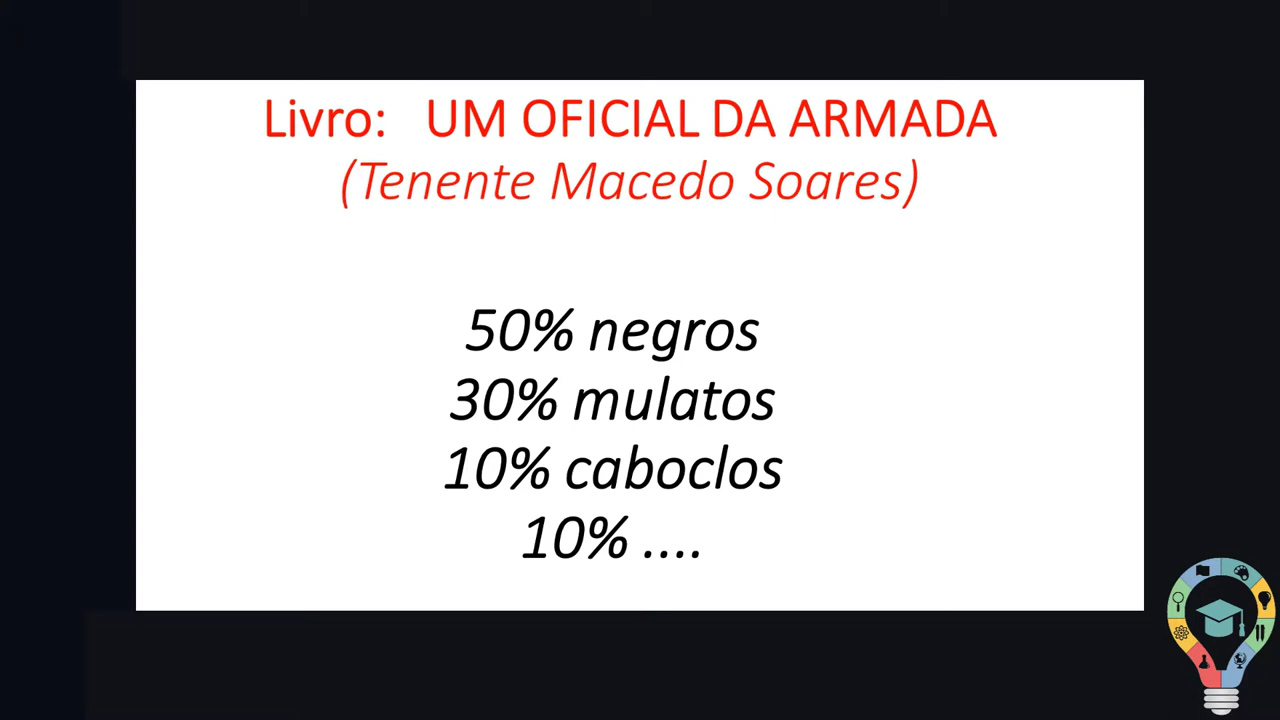 Livro: UM OFICIAL DA ARMADA
(Tenente Macedo Soares)
50% negros
30% mulatos
10% caboclos
10% ....